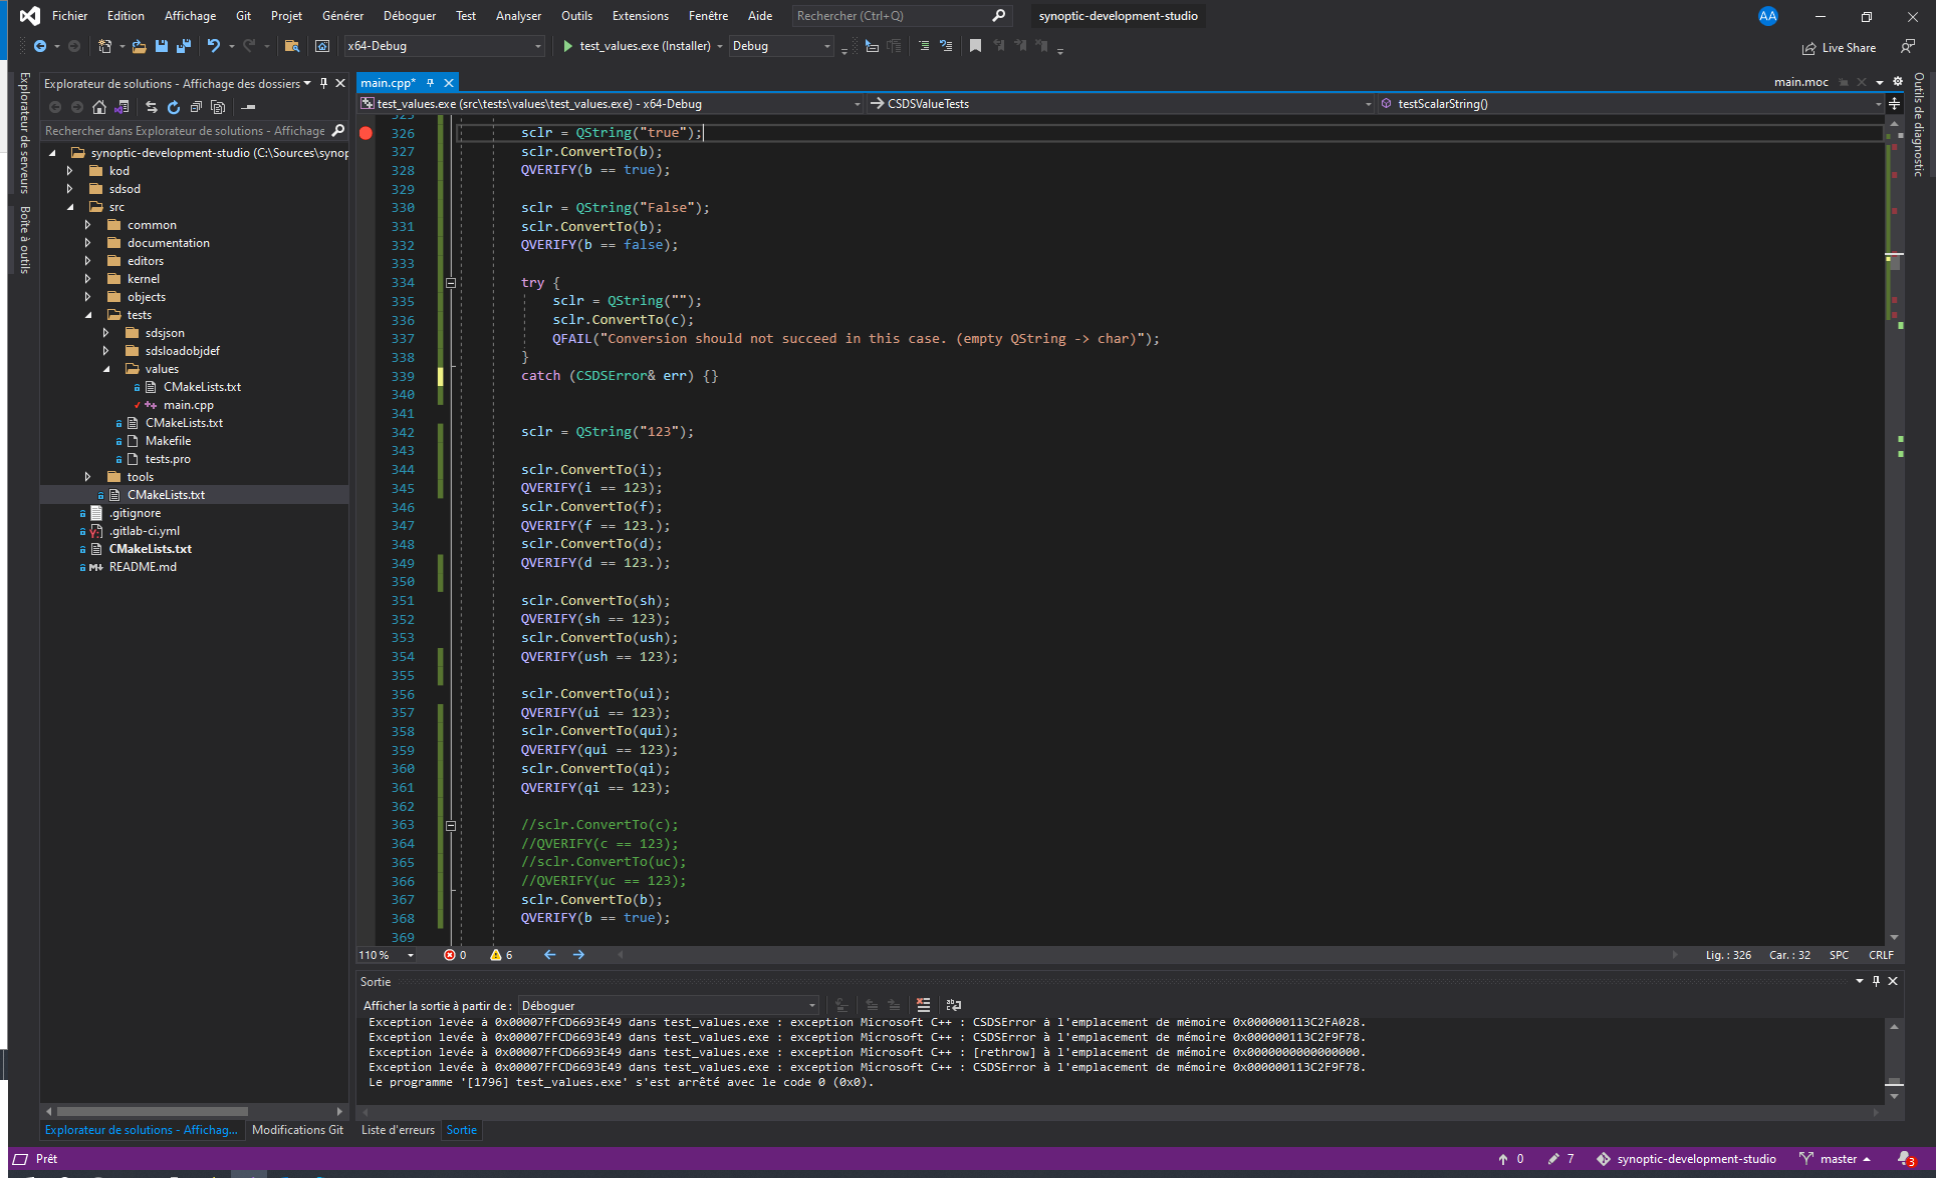 Fichier Edition Affichage Git Projet Générer Déboguer Test Analyser Outils Extensions Fenêtre Aide Rechercher (Ctrl+Q) synoptic-development-studio AA
x64-Debug test_values.exe (Installer) Debug Live Share
Explorateur de serveurs
Boîte à outils
Explorateur de solutions - Affichage des dossiers
Rechercher dans Explorateur de solutions - Affichage
synoptic-development-studio (C:\Sources\synop
kod
sdsod
src
common
documentation
editors
kernel
objects
tests
sdsjson
sdsloadobjdef
values
CMakeLists.txt
main.cpp
CMakeLists.txt
Makefile
tests.pro
tools
CMakeLists.txt
.gitignore
.gitlab-ci.yml
CMakeLists.txt
README.md
main.cpp* main.moc
test_values.exe (src\tests\values\test_values.exe) - x64-Debug CSDSValueTests testScalarString()
325
326 sclr = QString("true");
327 sclr.ConvertTo(b);
328 QVERIFY(b == true);
329
330 sclr = QString("False");
331 sclr.ConvertTo(b);
332 QVERIFY(b == false);
333
334 try {
335 sclr = QString("");
336 sclr.ConvertTo(c);
337 QFAIL("Conversion should not succeed in this case. (empty QString -> char)");
338 }
339 catch (CSDSError& err) {}
340
341
342 sclr = QString("123");
343
344 sclr.ConvertTo(i);
345 QVERIFY(i == 123);
346 sclr.ConvertTo(f);
347 QVERIFY(f == 123.);
348 sclr.ConvertTo(d);
349 QVERIFY(d == 123.);
350
351 sclr.ConvertTo(sh);
352 QVERIFY(sh == 123);
353 sclr.ConvertTo(ush);
354 QVERIFY(ush == 123);
355
356 sclr.ConvertTo(ui);
357 QVERIFY(ui == 123);
358 sclr.ConvertTo(qui);
359 QVERIFY(qui == 123);
360 sclr.ConvertTo(qi);
361 QVERIFY(qi == 123);
362
363 //sclr.ConvertTo(c);
364 //QVERIFY(c == 123);
365 //sclr.ConvertTo(uc);
366 //QVERIFY(uc == 123);
367 sclr.ConvertTo(b);
368 QVERIFY(b == true);
369
110 % 0 6 Lig. : 326 Car. : 32 SPC CRLF
Outils de diagnostic
Sortie
Afficher la sortie à partir de : Déboguer
Exception levée à 0x00007FFCD6693E49 dans test_values.exe : exception Microsoft C++ : CSDSError à l'emplacement de mémoire 0x000000113C2FA028.
Exception levée à 0x00007FFCD6693E49 dans test_values.exe : exception Microsoft C++ : CSDSError à l'emplacement de mémoire 0x000000113C2F9F78.
Exception levée à 0x00007FFCD6693E49 dans test_values.exe : exception Microsoft C++ : [rethrow] à l'emplacement de mémoire 0x0000000000000000.
Exception levée à 0x00007FFCD6693E49 dans test_values.exe : exception Microsoft C++ : CSDSError à l'emplacement de mémoire 0x000000113C2F9F78.
Le programme '[1796] test_values.exe' s'est arrêté avec le code 0 (0x0).
Explorateur de solutions - Affichag... Modifications Git Liste d'erreurs Sortie
Prêt 0 7 synoptic-development-studio master 3